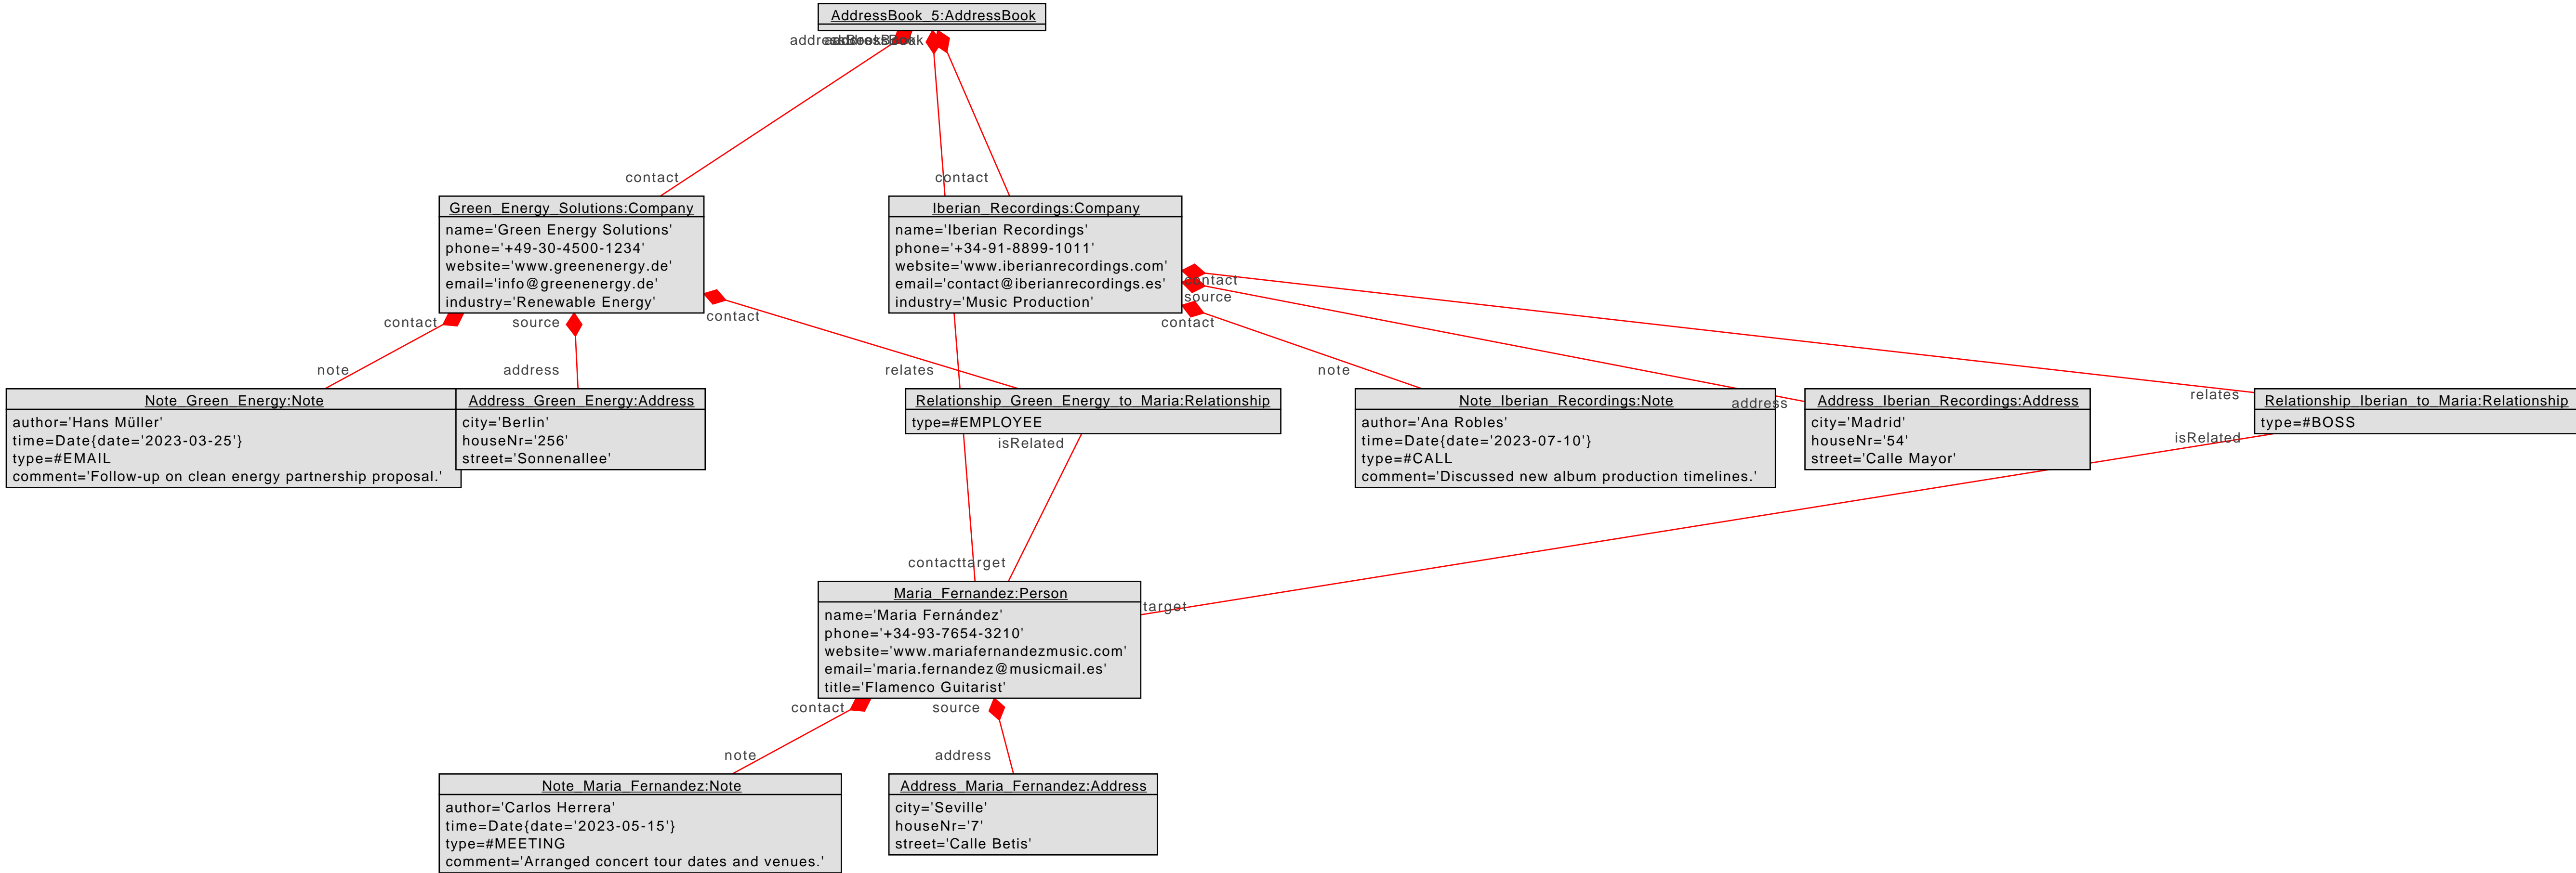 AddressBook_5:AddressBook
addressBook
addressBook
addressBook
contact
contact
Green_Energy_Solutions:Company
name='Green Energy Solutions'
phone='+49-30-4500-1234'
website='www.greenenergy.de'
email='info@greenenergy.de'
industry='Renewable Energy'
Iberian_Recordings:Company
name='Iberian Recordings'
phone='+34-91-8899-1011'
website='www.iberianrecordings.com'
email='contact@iberianrecordings.es'
industry='Music Production'
contact
source
contact
source
contact
contact
note
address
relates
note
address
relates
Note_Green_Energy:Note
author='Hans Müller'
time=Date{date='2023-03-25'}
type=#EMAIL
comment='Follow-up on clean energy partnership proposal.'
Address_Green_Energy:Address
city='Berlin'
houseNr='256'
street='Sonnenallee'
Relationship_Green_Energy_to_Maria:Relationship
type=#EMPLOYEE
isRelated
Note_Iberian_Recordings:Note
author='Ana Robles'
time=Date{date='2023-07-10'}
type=#CALL
comment='Discussed new album production timelines.'
Address_Iberian_Recordings:Address
city='Madrid'
houseNr='54'
street='Calle Mayor'
Relationship_Iberian_to_Maria:Relationship
type=#BOSS
isRelated
contact
target
Maria_Fernandez:Person
name='Maria Fernández'
phone='+34-93-7654-3210'
website='www.mariafernandezmusic.com'
email='maria.fernandez@musicmail.es'
title='Flamenco Guitarist'
target
contact
source
note
address
Note_Maria_Fernandez:Note
author='Carlos Herrera'
time=Date{date='2023-05-15'}
type=#MEETING
comment='Arranged concert tour dates and venues.'
Address_Maria_Fernandez:Address
city='Seville'
houseNr='7'
street='Calle Betis'